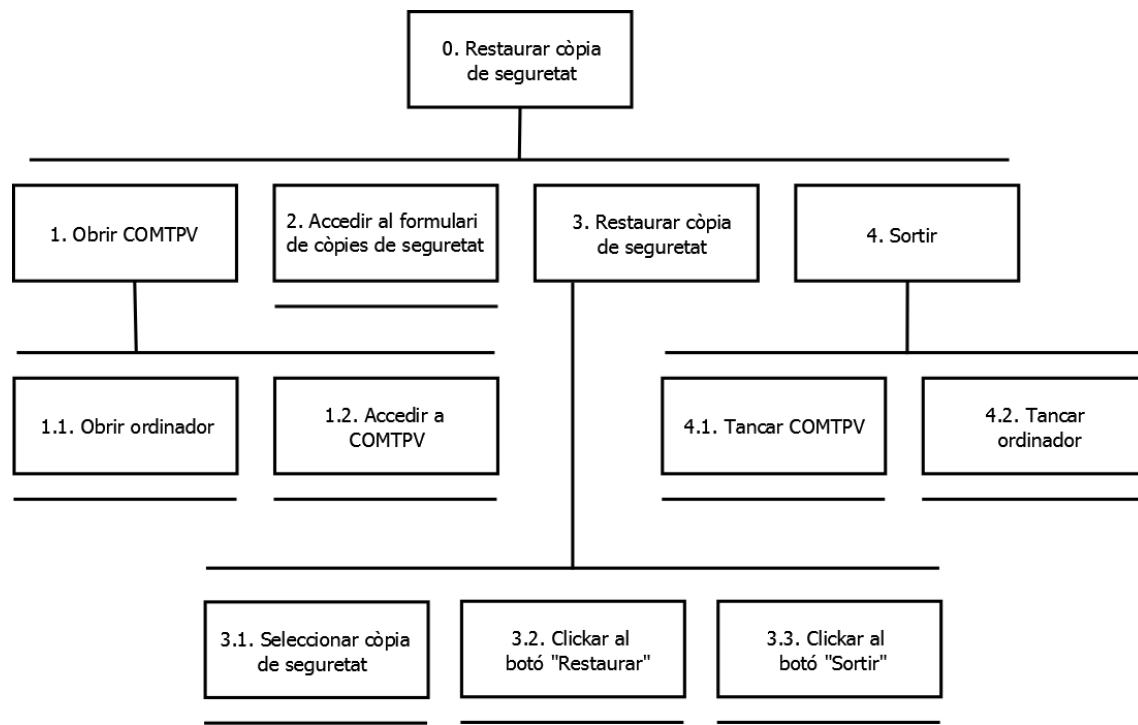 0. Restaurar còpia
de seguretat
1. Obrir COMTPV
2. Accedir al formulari
de còpies de seguretat
3. Restaurar còpia
de seguretat
4. Sortir
1.1. Obrir ordinador
1.2. Accedir a
COMTPV
4.1. Tancar COMTPV
4.2. Tancar
ordinador
3.1. Seleccionar còpia
de seguretat
3.2. Clickar al
botó "Restaurar"
3.3. Clickar al
botó "Sortir"